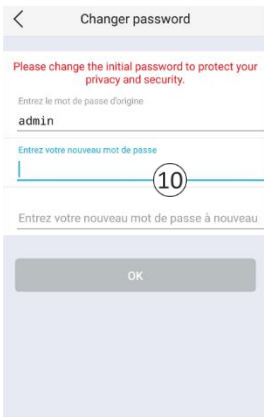 Changer password
Please change the initial password to protect your
privacy and security.
Entrez le mot de passe d'origine
admin
Entrez votre nouveau mot de passe
10
Entrez votre nouveau mot de passe à nouveau
OK